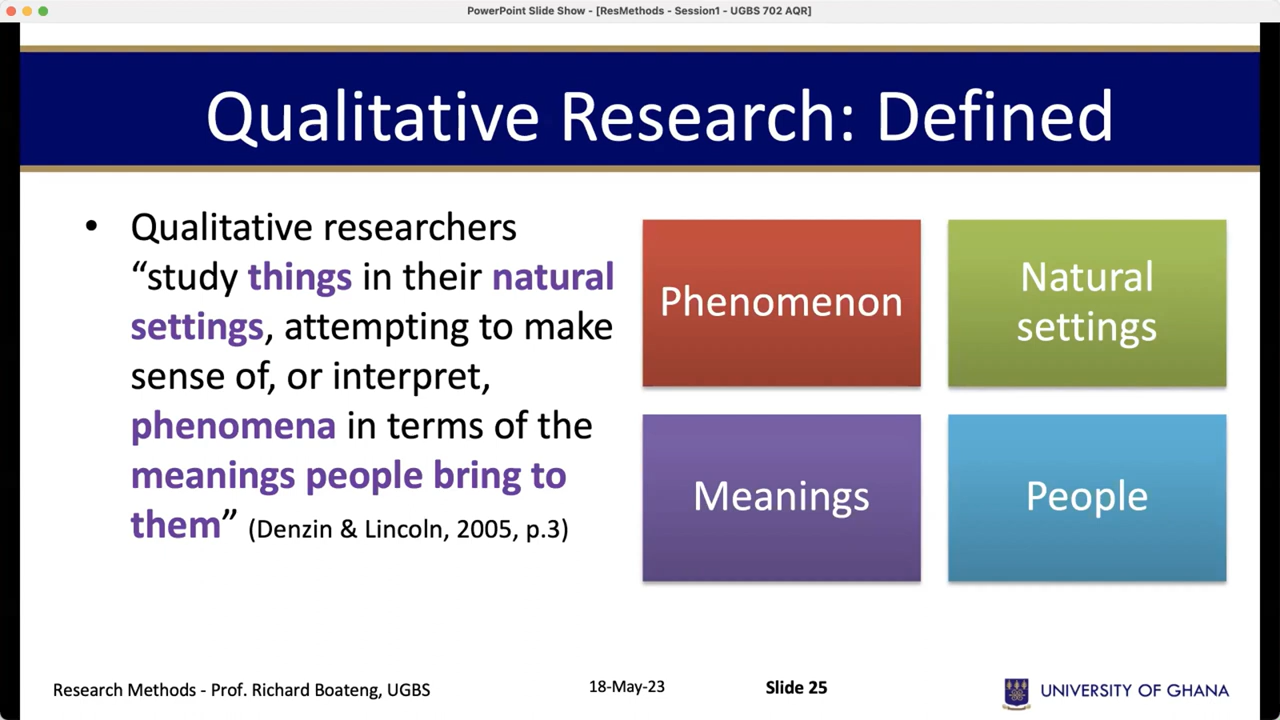 PowerPoint Slide Show - [ResMethods - Session1 - UGBS 702 AQR]
Qualitative Research: Defined
• Qualitative researchers
“study things in their natural
settings, attempting to make
sense of, or interpret,
phenomena in terms of the
meanings people bring to
them” (Denzin & Lincoln, 2005, p.3)
Phenomenon
Natural
settings
Meanings
People
Research Methods - Prof. Richard Boateng, UGBS
18-May-23
Slide 25
UNIVERSITY OF GHANA